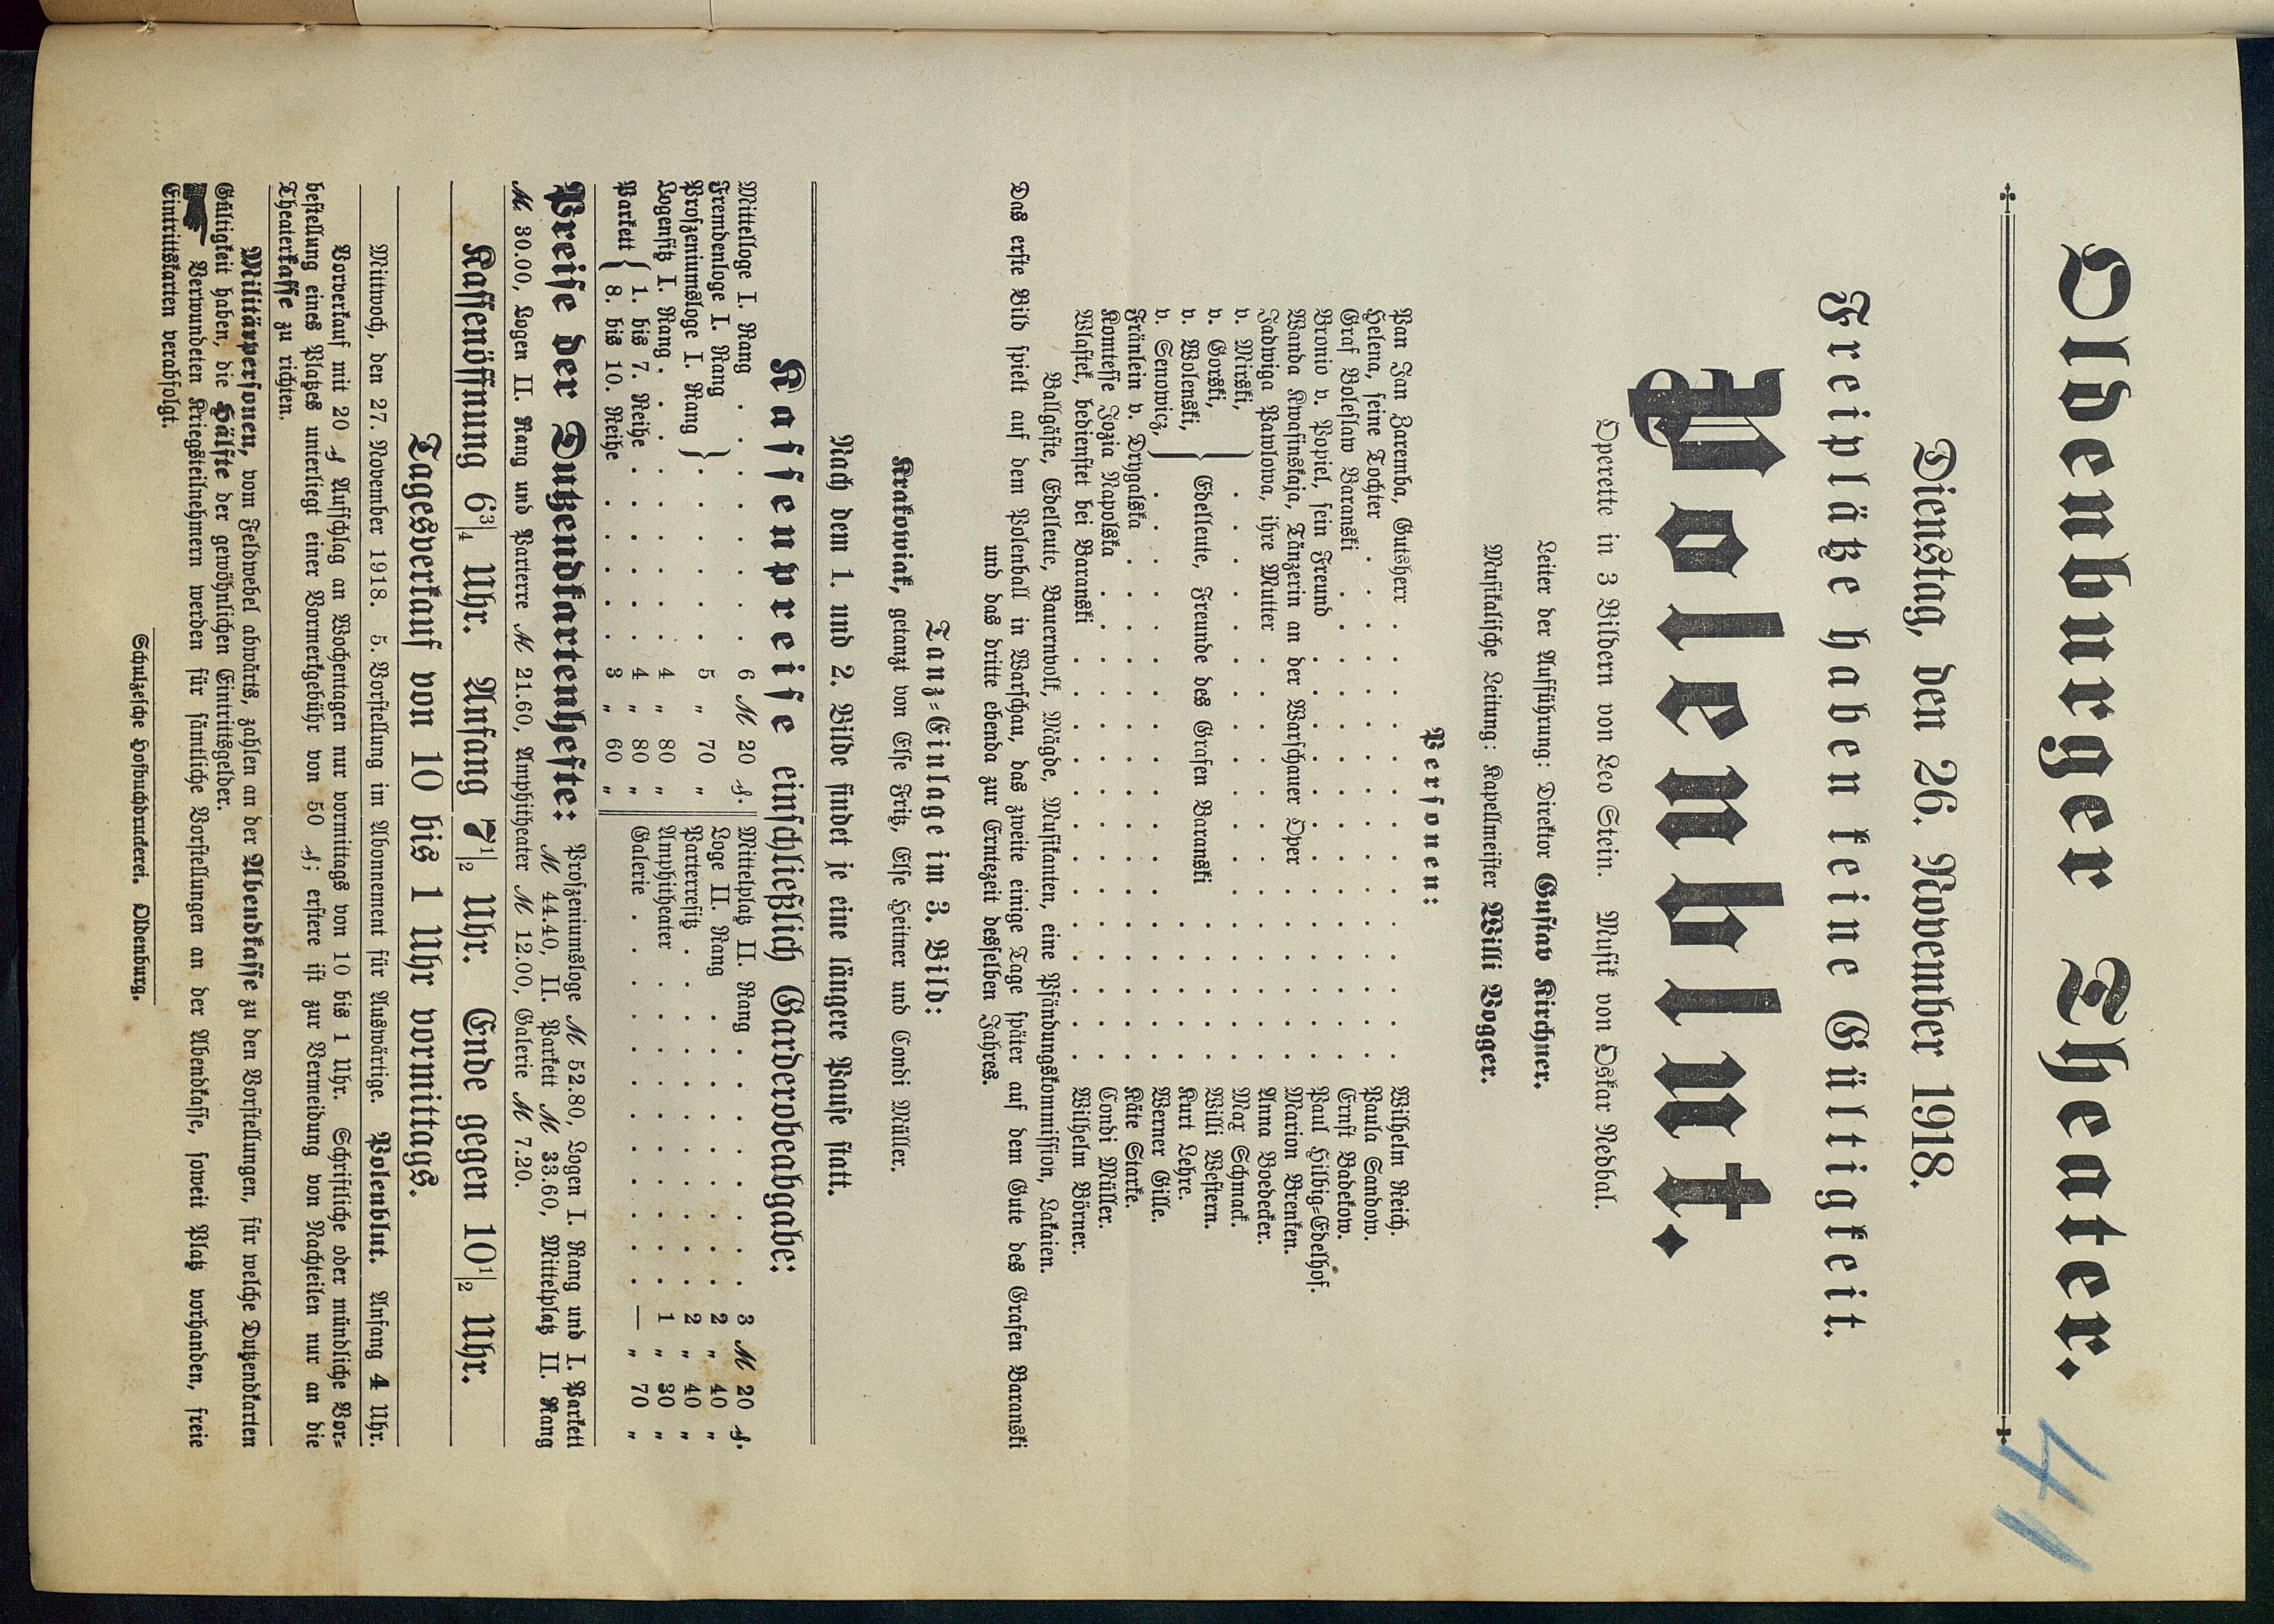 Oldenburger Theater.
41
Dienstag, den 26. November 1918.
Freiplätze haben keine Gültigkeit.
Polenblut.
Operette in 3 Bildern von Leo Stein. Musik von Oskar Nedbal.
Leiter der Aufführung: Direktor Gustav Kirchner.
Musikalische Leitung: Kapellmeister Willi Vogger.
Personen:
Pan Jan Zaremba, Gutsherr . . . . . . . . . . Wilhelm Reich.
Helena, seine Tochter . . . . . . . . . . Paula Sandow.
Graf Boleslaw Baranski . . . . . . . . . . Ernst Badekow.
Bronio v. Popiel, sein Freund . . . . . . . . . . Paul Hilbig-Edelhof.
Wanda Kwasinskaja, Tänzerin an der Warschauer Oper . . . . . Marion Brenken.
Jadwiga Pawlowa, ihre Mutter . . . . . . . . . . Anna Boedecker.
v. Mirski, } . . . . . . . . . . Max Schmack.
v. Gorski, } Edelleute, Freunde des Grafen Baranski . . . . . Willi Western.
v. Wolenski, } Kurt Lehre.
v. Senowicz, } . . . . . . . . . . Werner Gille.
Fränlein v. Drygalska . . . . . . . . . . Käte Starke.
Komtesse Jozia Napolska . . . . . . . . . . Condi Müller.
Wlastek, bedienstet bei Baranski . . . . . . . . . . Wilhelm Börner.
Ballgäste, Edelleute, Bauernvolk, Mägde, Musikanten, eine Pfändungskommission, Lakaien.
Das erste Bild spielt auf dem Polenball in Warschau, das zweite einige Tage später auf dem Gute des Grafen Baranski
und das dritte ebenda zur Erntezeit desselben Jahres.
Tanz-Einlage im 3. Bild:
Krakowiak, getanzt von Else Fritz, Else Heitner und Condi Müller.
Nach dem 1. und 2. Bilde findet je eine längere Pause statt.
Kassenpreise einschließlich Garderobeabgabe:
Mittelloge I. Rang . . . . . 6 ℳ 20 ₰.
Fremdenloge I. Rang }
Proszeniumsloge I. Rang } . . . . . 5 „ 70 „
Logensitz I. Rang . . . . . 4 „ 80 „
Parkett { 1. bis 7. Reihe . . . . . 4 „ 80 „
{ 8. bis 10. Reihe . . . . . 3 „ 60 „
Mittelplatz II. Rang . . . . . 3 ℳ 20 ₰.
Loge II. Rang . . . . . 2 „ 40 „
Parterresitz . . . . . 2 „ 40 „
Amphitheater . . . . . 1 „ 30 „
Galerie . . . . . — „ 70 „
Preise der Dutzendkartenhefte: Proszeniumsloge ℳ 52.80, Logen I. Rang und I. Parkett
ℳ 44.40, II. Parkett ℳ 33.60, Mittelplatz II. Rang
ℳ 30.00, Logen II. Rang und Parterre ℳ 21.60, Amphitheater ℳ 12.00, Galerie ℳ 7.20.
Kassenöffnung 6¾ Uhr. Anfang 7½ Uhr. Ende gegen 10½ Uhr.
Tagesverkauf von 10 bis 1 Uhr vormittags.
Mittwoch, den 27. November 1918. 5. Vorstellung im Abonnement für Auswärtige. Polenblut. Anfang 4 Uhr.
Vorverkauf mit 20 ₰ Aufschlag an Wochentagen nur vormittags von 10 bis 1 Uhr. Schriftliche oder mündliche Vor-
bestellung eines Platzes unterliegt einer Vormerkgebühr von 50 ₰; erstere ist zur Vermeidung von Nachteilen nur an die
Theaterkasse zu richten.
Militärpersonen, vom Feldwebel abwärts, zahlen an der Abendkasse zu den Vorstellungen, für welche Dutzendkarten
Gültigkeit haben, die Hälfte der gewöhnlichen Eintrittsgelder.
☛ Verwundeten Kriegsteilnehmern werden für sämtliche Vorstellungen an der Abendkasse, soweit Platz vorhanden, freie
Eintrittskarten verabfolgt.
Schulzesche Hofbuchdruckerei. Oldenburg.